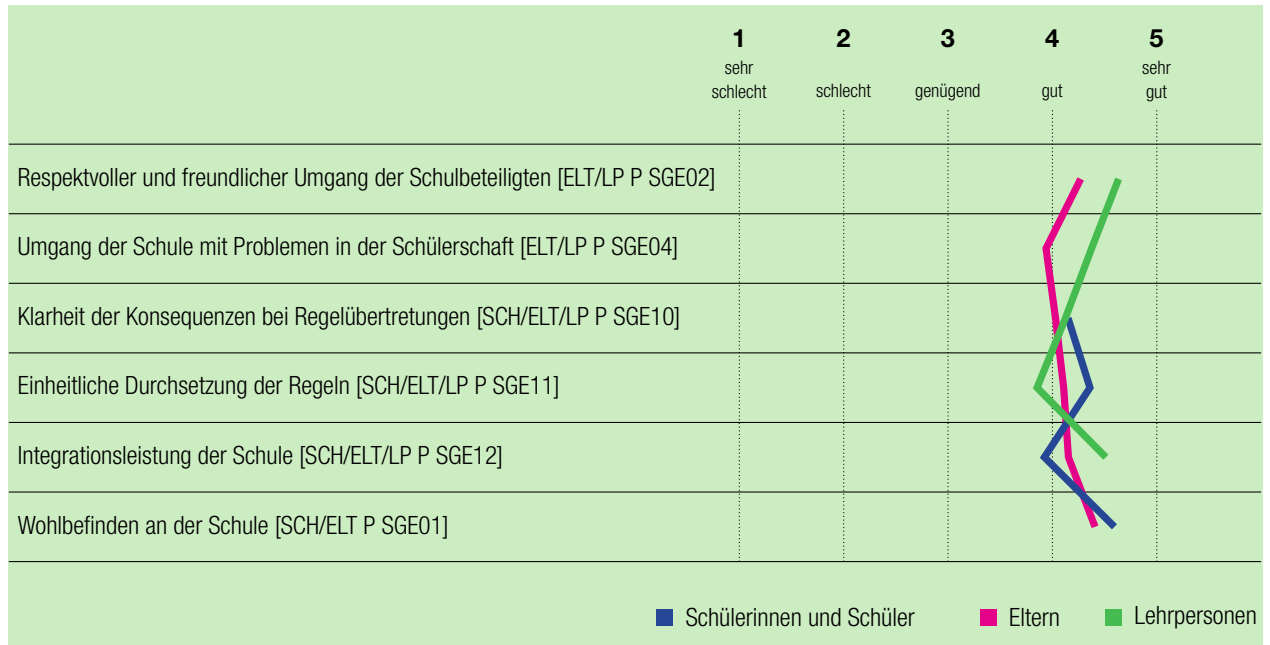 1 2 3 4 5
sehr schlecht schlecht genügend gut sehr gut
Respektvoller und freundlicher Umgang der Schulbeteiligten [ELT/LP P SGE02]
Umgang der Schule mit Problemen in der Schülerschaft [ELT/LP P SGE04]
Klarheit der Konsequenzen bei Regelübertretungen [SCH/ELT/LP P SGE10]
Einheitliche Durchsetzung der Regeln [SCH/ELT/LP P SGE11]
Integrationsleistung der Schule [SCH/ELT/LP P SGE12]
Wohlbefinden an der Schule [SCH/ELT P SGE01]
Schülerinnen und Schüler Eltern Lehrpersonen